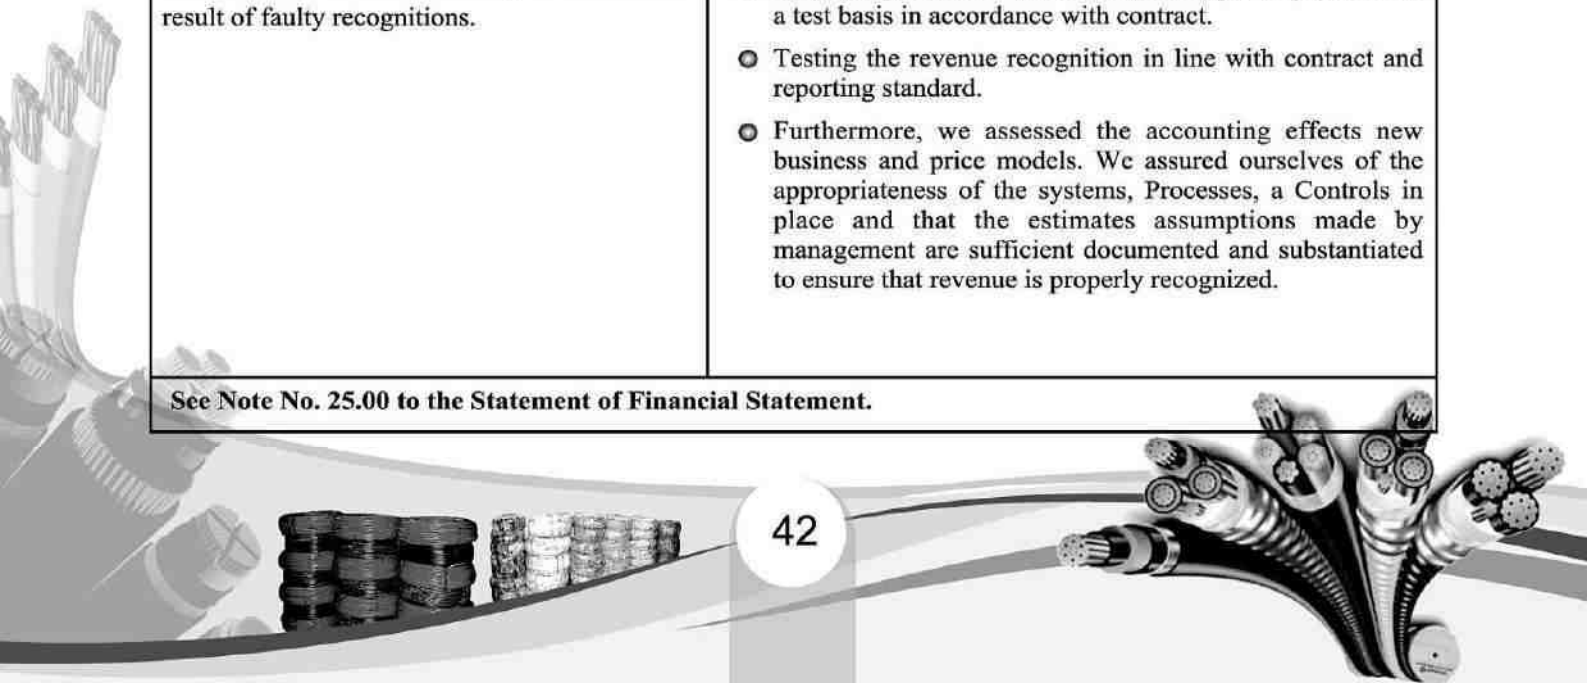 result of faulty recognitions.
a test basis in accordance with contract.
Testing the revenue recognition in line with contract and
reporting standard.
Furthermore, we assessed the accounting effects new
business and price models. We assured ourselves of the
appropriateness of the systems, Processes, a Controls in
place and that the estimates assumptions made by
management are sufficient documented and substantiated
to ensure that revenue is properly recognized.
See Note No. 25.00 to the Statement of Financial Statement.
42